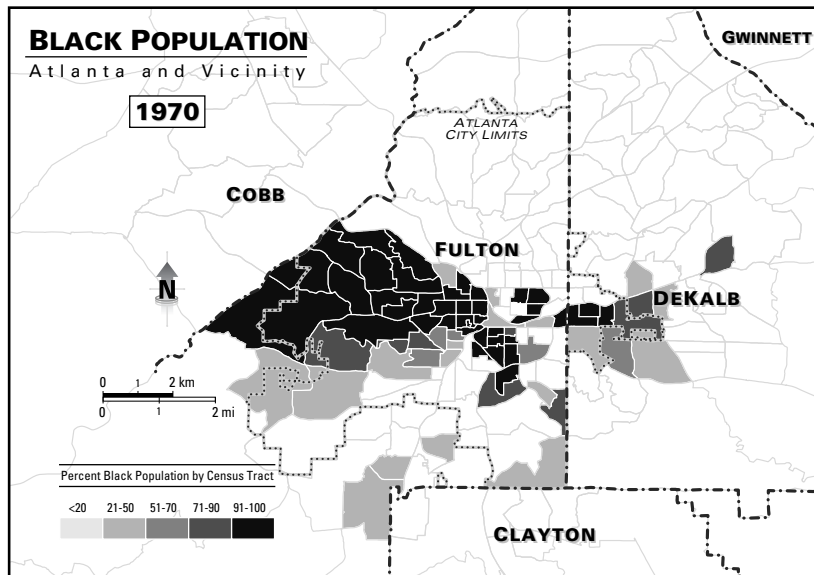 BLACK POPULATION
Atlanta and Vicinity
1970
GWINNETT
ATLANTA
CITY LIMITS
COBB
FULTON
N
DEKALB
0 1 2 km
0 1 2 mi
Percent Black Population by Census Tract
<20 21-50 51-70 71-90 91-100
CLAYTON